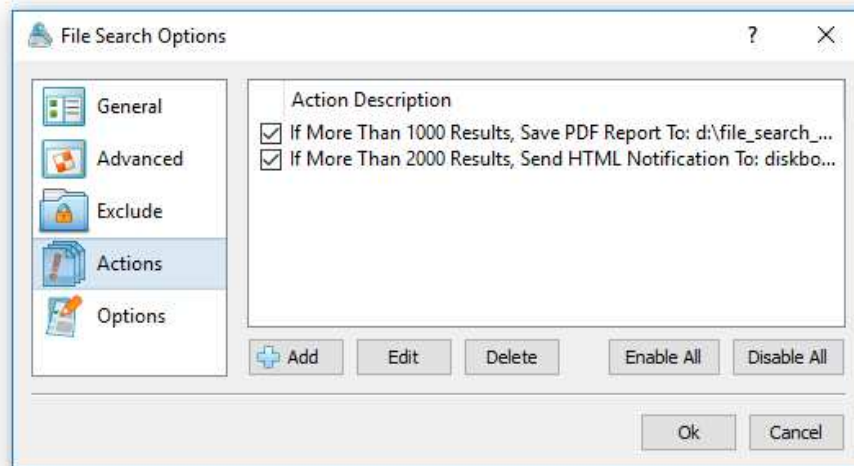 File Search Options
?
General
Advanced
Exclude
Actions
Options
Action Description
If More Than 1000 Results, Save PDF Report To: d:\file_search_...
If More Than 2000 Results, Send HTML Notification To: diskbo...
Add Edit Delete Enable All Disable All
Ok Cancel